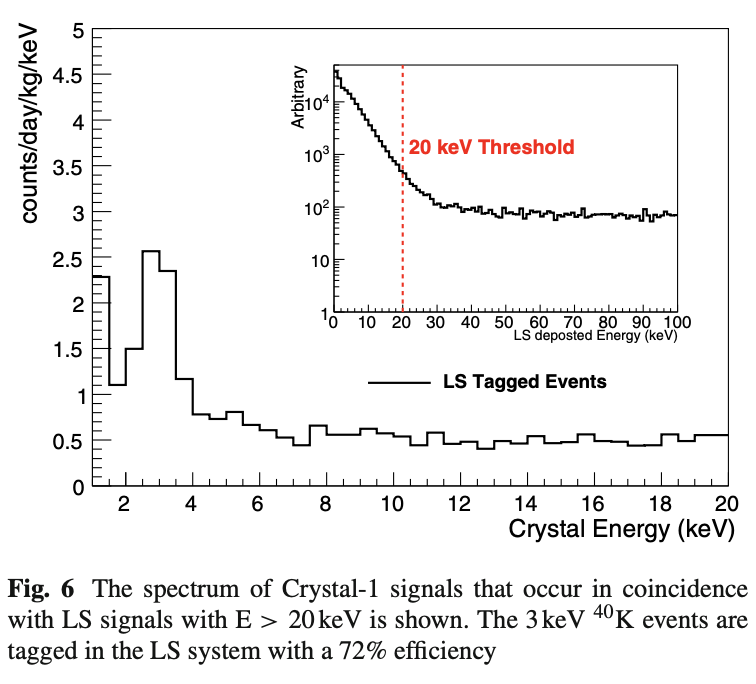 5
4.5
4
3.5
3
2.5
2
1.5
1
0.5
0
counts/day/kg/keV
2 4 6 8 10 12 14 16 18 20
Crystal Energy (keV)
Arbitrary
10⁴
10³
10²
10
1
20 keV Threshold
0 10 20 30 40 50 60 70 80 90 100
LS deposted Energy (keV)
LS Tagged Events
Fig. 6 The spectrum of Crystal-1 signals that occur in coincidence
with LS signals with E > 20 keV is shown. The 3 keV ⁴⁰K events are
tagged in the LS system with a 72% efficiency